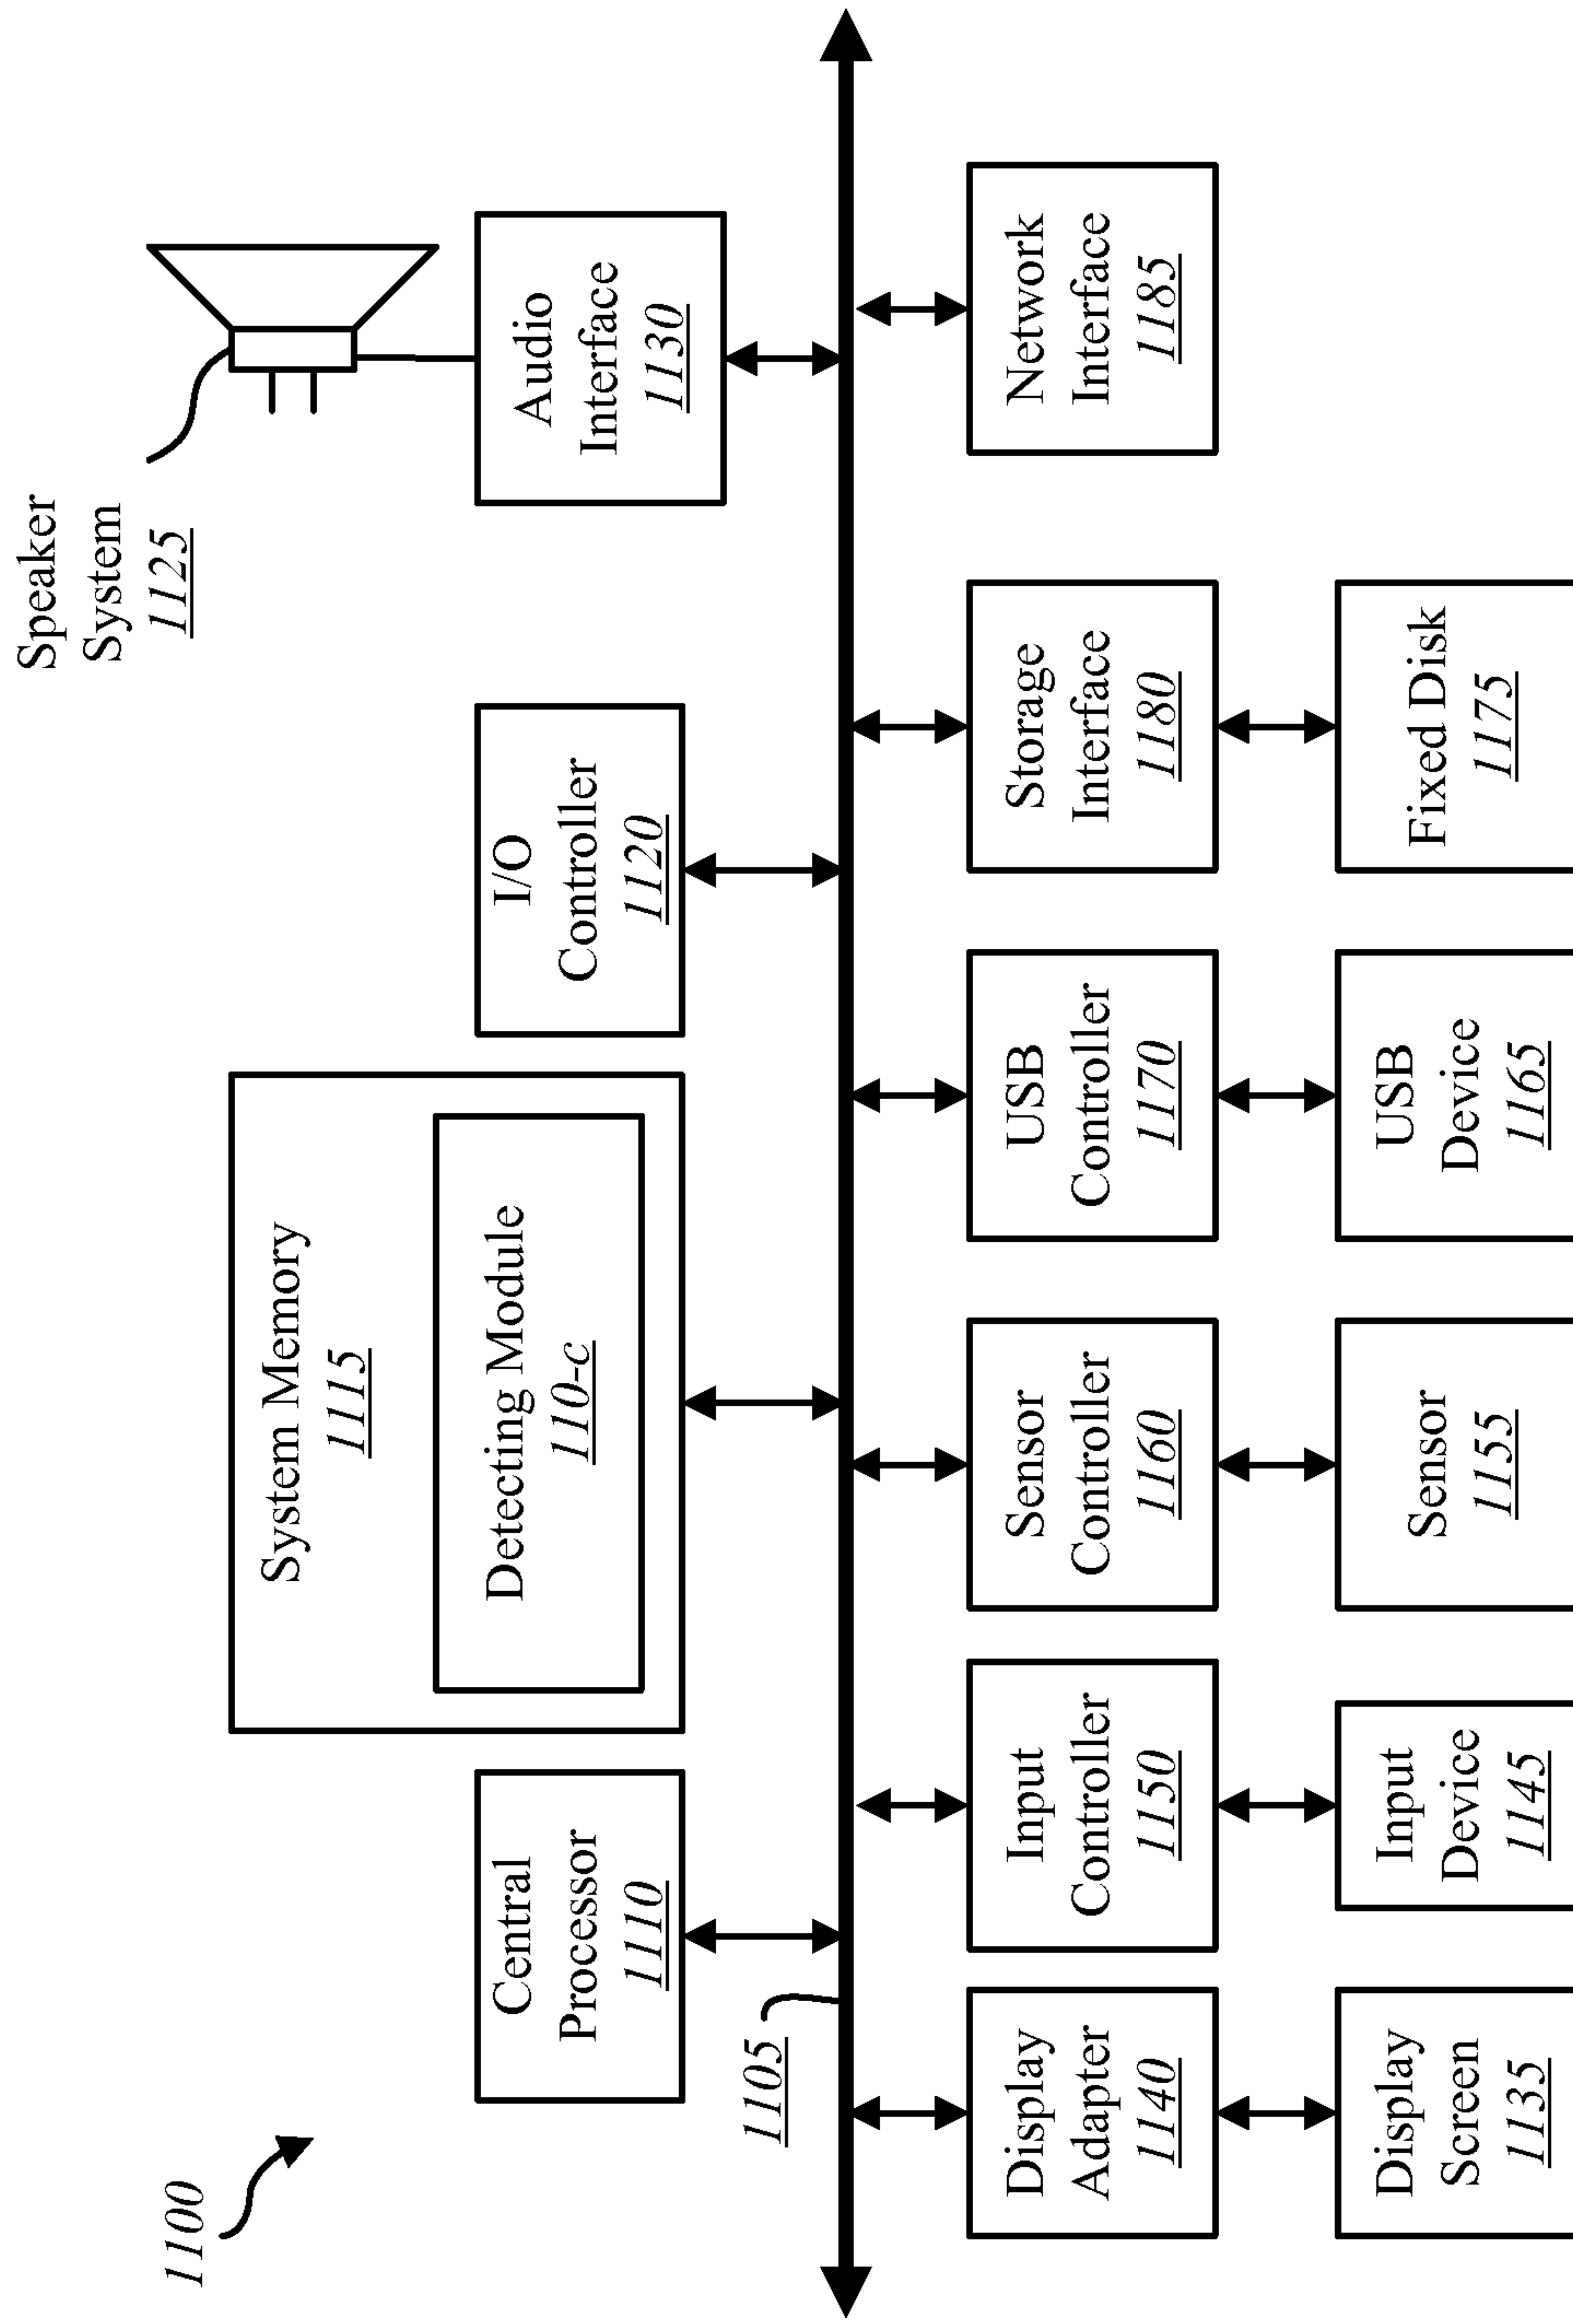 1100
Speaker
System
1125
System Memory
1115
Detecting Module
110-c
Central
Processor
1110
I/O
Controller
1120
Audio
Interface
1130
1105
Display
Adapter
1140
Input
Controller
1150
Sensor
Controller
1160
USB
Controller
1170
Storage
Interface
1180
Network
Interface
1185
Display
Screen
1135
Input
Device
1145
Sensor
1155
USB
Device
1165
Fixed Disk
1175